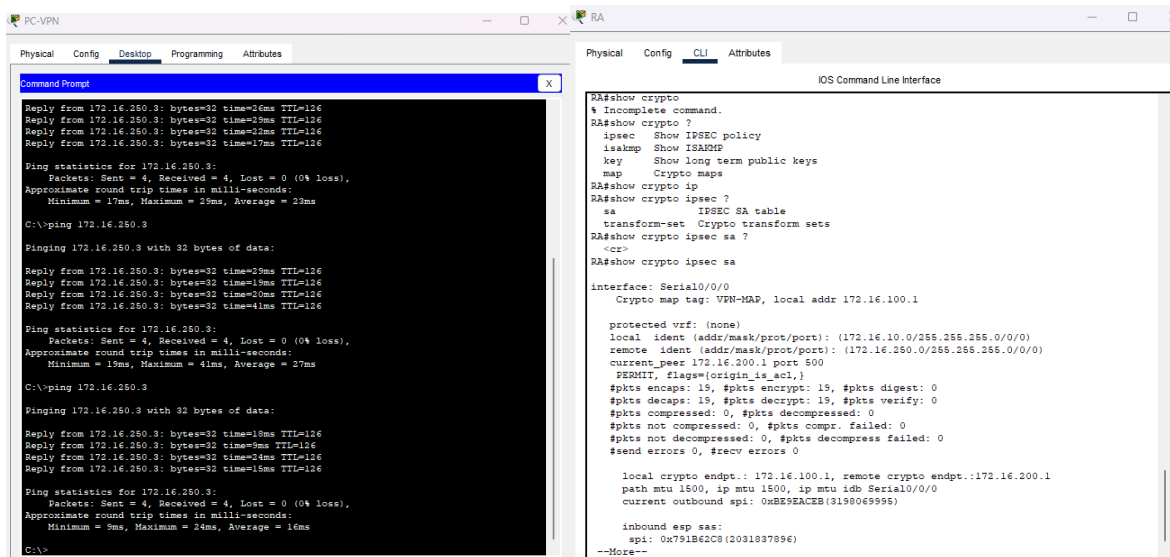 PC-VPN
Physical Config Desktop Programming Attributes
Command Prompt X
Reply from 172.16.250.3: bytes=32 time=26ms TTL=126
Reply from 172.16.250.3: bytes=32 time=29ms TTL=126
Reply from 172.16.250.3: bytes=32 time=22ms TTL=126
Reply from 172.16.250.3: bytes=32 time=17ms TTL=126
Ping statistics for 172.16.250.3:
Packets: Sent = 4, Received = 4, Lost = 0 (0% loss),
Approximate round trip times in milli-seconds:
Minimum = 17ms, Maximum = 29ms, Average = 23ms
C:\>ping 172.16.250.3
Pinging 172.16.250.3 with 32 bytes of data:
Reply from 172.16.250.3: bytes=32 time=29ms TTL=126
Reply from 172.16.250.3: bytes=32 time=19ms TTL=126
Reply from 172.16.250.3: bytes=32 time=20ms TTL=126
Reply from 172.16.250.3: bytes=32 time=41ms TTL=126
Ping statistics for 172.16.250.3:
Packets: Sent = 4, Received = 4, Lost = 0 (0% loss),
Approximate round trip times in milli-seconds:
Minimum = 19ms, Maximum = 41ms, Average = 27ms
C:\>ping 172.16.250.3
Pinging 172.16.250.3 with 32 bytes of data:
Reply from 172.16.250.3: bytes=32 time=18ms TTL=126
Reply from 172.16.250.3: bytes=32 time=9ms TTL=126
Reply from 172.16.250.3: bytes=32 time=24ms TTL=126
Reply from 172.16.250.3: bytes=32 time=15ms TTL=126
Ping statistics for 172.16.250.3:
Packets: Sent = 4, Received = 4, Lost = 0 (0% loss),
Approximate round trip times in milli-seconds:
Minimum = 9ms, Maximum = 24ms, Average = 16ms
C:\>
RA
Physical Config CLI Attributes
IOS Command Line Interface
RA#show crypto
% Incomplete command.
RA#show crypto ?
ipsec Show IPSEC policy
isakmp Show ISAKMP
key Show long term public keys
map Crypto maps
RA#show crypto ip
RA#show crypto ipsec ?
sa IPSEC SA table
transform-set Crypto transform sets
RA#show crypto ipsec sa ?
<cr>
RA#show crypto ipsec sa
interface: Serial0/0/0
Crypto map tag: VPN-MAP, local addr 172.16.100.1
protected vrf: (none)
local ident (addr/mask/prot/port): (172.16.10.0/255.255.255.0/0/0)
remote ident (addr/mask/prot/port): (172.16.250.0/255.255.255.0/0/0)
current_peer 172.16.200.1 port 500
PERMIT, flags={origin_is_acl,}
#pkts encaps: 19, #pkts encrypt: 19, #pkts digest: 0
#pkts decaps: 19, #pkts decrypt: 19, #pkts verify: 0
#pkts compressed: 0, #pkts decompressed: 0
#pkts not compressed: 0, #pkts compr. failed: 0
#pkts not decompressed: 0, #pkts decompress failed: 0
#send errors 0, #recv errors 0
local crypto endpt.: 172.16.100.1, remote crypto endpt.:172.16.200.1
path mtu 1500, ip mtu 1500, ip mtu idb Serial0/0/0
current outbound spi: 0xBE9EACEB(3198069995)
inbound esp sas:
spi: 0x791B62C8(2031837896)
--More--